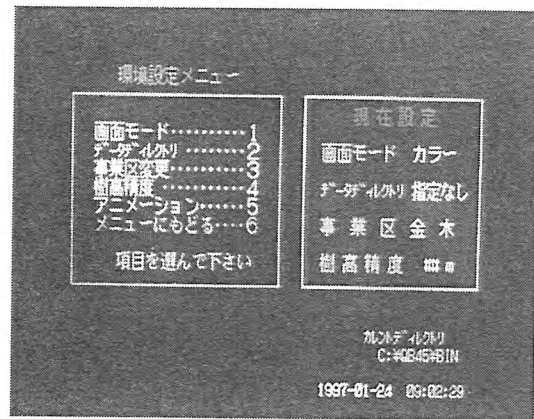 環境設定メニュー
画面モード‥‥‥‥‥1
データディレクトリ ‥‥‥‥2
事業区変更‥‥‥‥‥3
樹高精度 ‥‥‥‥‥4
アニメーション‥‥‥5
メニューにもどる‥‥6
項目を選んで下さい
現在設定
画面モード カラー
データディレクトリ 指定なし
事業区 金木
樹高精度 m
カレントディレクトリ
C:¥QB45¥BIN
1997-01-24 09:02:29